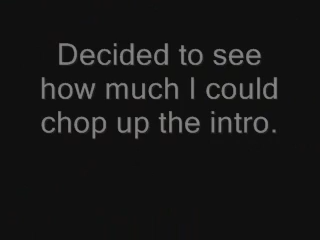 Decided to see
how much I could
chop up the intro.